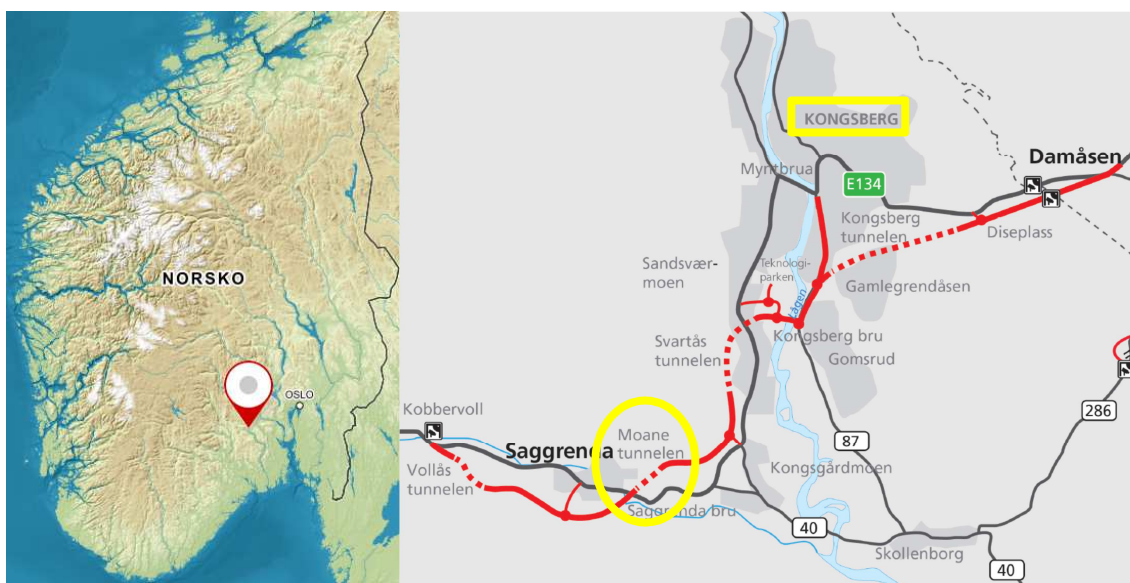 NORSKO
OSLO
KONGSBERG
Damåsen
Myntbrua
E134
Kongsberg
tunnelen
Diseplass
Sandsvær-
moen
Teknologi-
parken
Gamlegrendåsen
Lågen
Kongsberg bru
Svartås
tunnelen
Gomsrud
Kobbervoll
Moane
tunnelen
286
Saggrenda
87
Vollås
tunnelen
Kongsgårdmoen
Saggrenda bru
40
Skollenborg
40